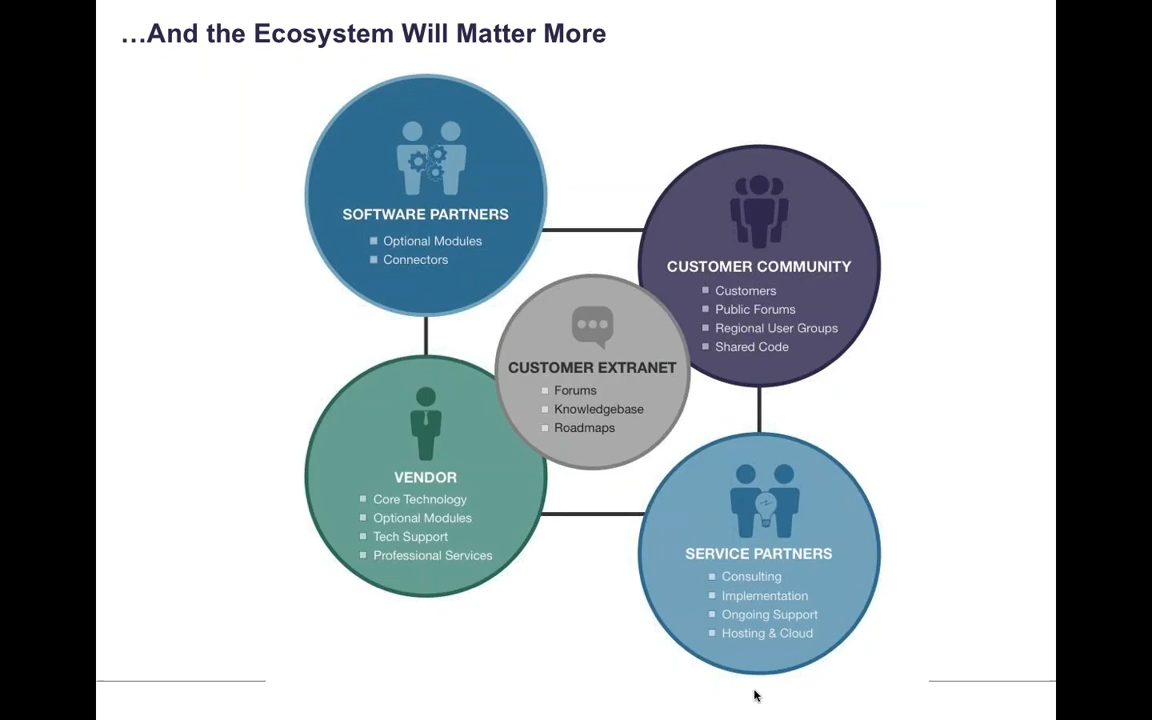 …And the Ecosystem Will Matter More
SOFTWARE PARTNERS
Optional Modules
Connectors
CUSTOMER COMMUNITY
Customers
Public Forums
Regional User Groups
Shared Code
CUSTOMER EXTRANET
Forums
Knowledgebase
Roadmaps
VENDOR
Core Technology
Optional Modules
Tech Support
Professional Services
SERVICE PARTNERS
Consulting
Implementation
Ongoing Support
Hosting & Cloud